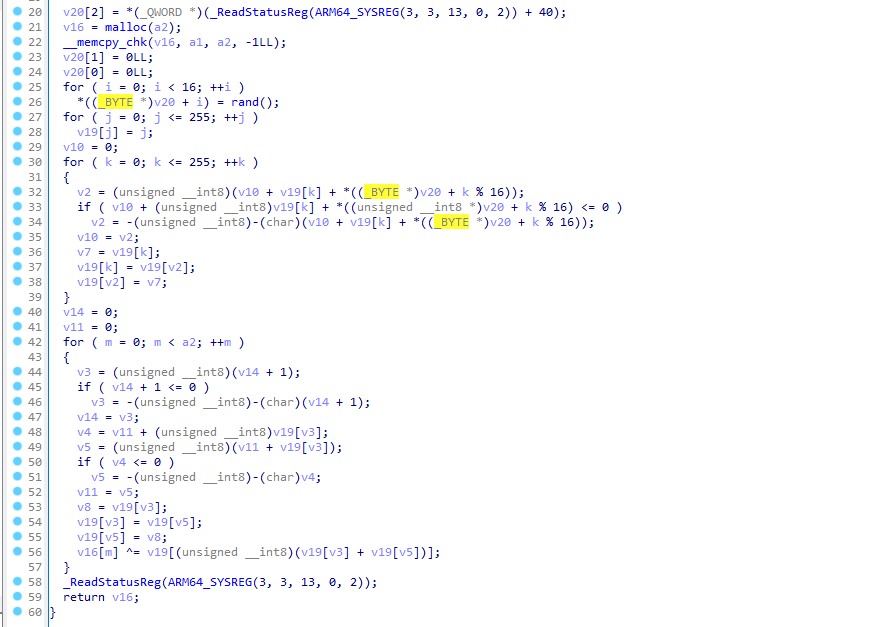 20 v20[2] = *(_QWORD *)(_ReadStatusReg(ARM64_SYSREG(3, 3, 13, 0, 2)) + 40);
21 v16 = malloc(a2);
22 __memcpy_chk(v16, a1, a2, -1LL);
23 v20[1] = 0LL;
24 v20[0] = 0LL;
25 for ( i = 0; i < 16; ++i )
26 *((_BYTE *)v20 + i) = rand();
27 for ( j = 0; j <= 255; ++j )
28 v19[j] = j;
29 v10 = 0;
30 for ( k = 0; k <= 255; ++k )
31 {
32 v2 = (unsigned __int8)(v10 + v19[k] + *((_BYTE *)v20 + k % 16));
33 if ( v10 + (unsigned __int8)v19[k] + *((unsigned __int8 *)v20 + k % 16) <= 0 )
34 v2 = -(unsigned __int8)-(char)(v10 + v19[k] + *((_BYTE *)v20 + k % 16));
35 v10 = v2;
36 v7 = v19[k];
37 v19[k] = v19[v2];
38 v19[v2] = v7;
39 }
40 v14 = 0;
41 v11 = 0;
42 for ( m = 0; m < a2; ++m )
43 {
44 v3 = (unsigned __int8)(v14 + 1);
45 if ( v14 + 1 <= 0 )
46 v3 = -(unsigned __int8)-(char)(v14 + 1);
47 v14 = v3;
48 v4 = v11 + (unsigned __int8)v19[v3];
49 v5 = (unsigned __int8)(v11 + v19[v3]);
50 if ( v4 <= 0 )
51 v5 = -(unsigned __int8)-(char)v4;
52 v11 = v5;
53 v8 = v19[v3];
54 v19[v3] = v19[v5];
55 v19[v5] = v8;
56 v16[m] ^= v19[(unsigned __int8)(v19[v3] + v19[v5])];
57 }
58 _ReadStatusReg(ARM64_SYSREG(3, 3, 13, 0, 2));
59 return v16;
60 }